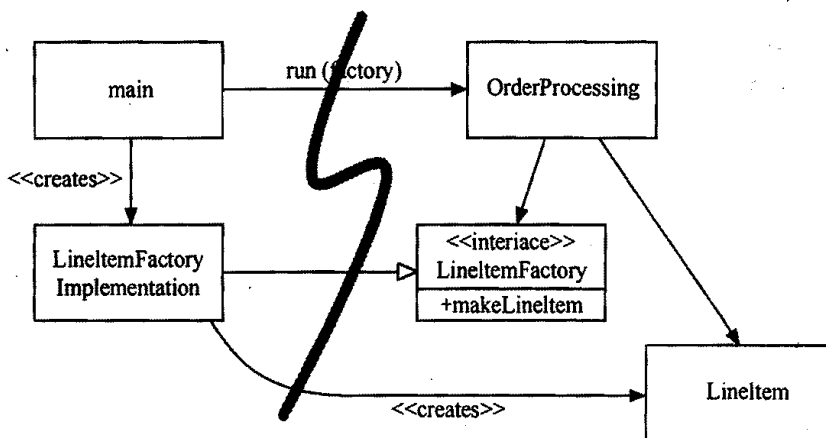 main
run (factory)
OrderProcessing
<<creates>>
LineItemFactory
Implementation
<<interiace>>
LineItemFactory
+makeLineItem
<<creates>>
LineItem